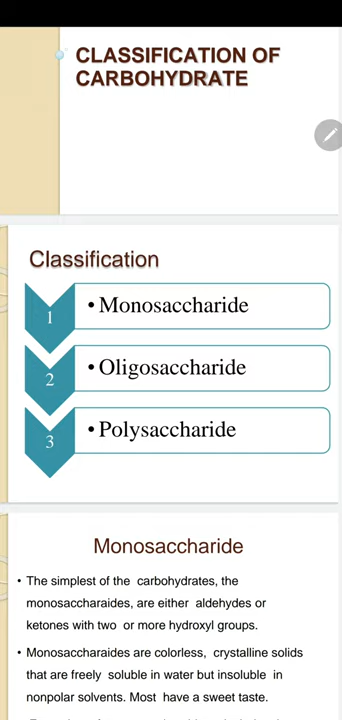 CLASSIFICATION OF
CARBOHYDRATE
Classification
1
• Monosaccharide
2
• Oligosaccharide
3
• Polysaccharide
Monosaccharide
• The simplest of the carbohydrates, the
monosaccharaides, are either aldehydes or
ketones with two or more hydroxyl groups.
• Monosaccharaides are colorless, crystalline solids
that are freely soluble in water but insoluble in
nonpolar solvents. Most have a sweet taste.